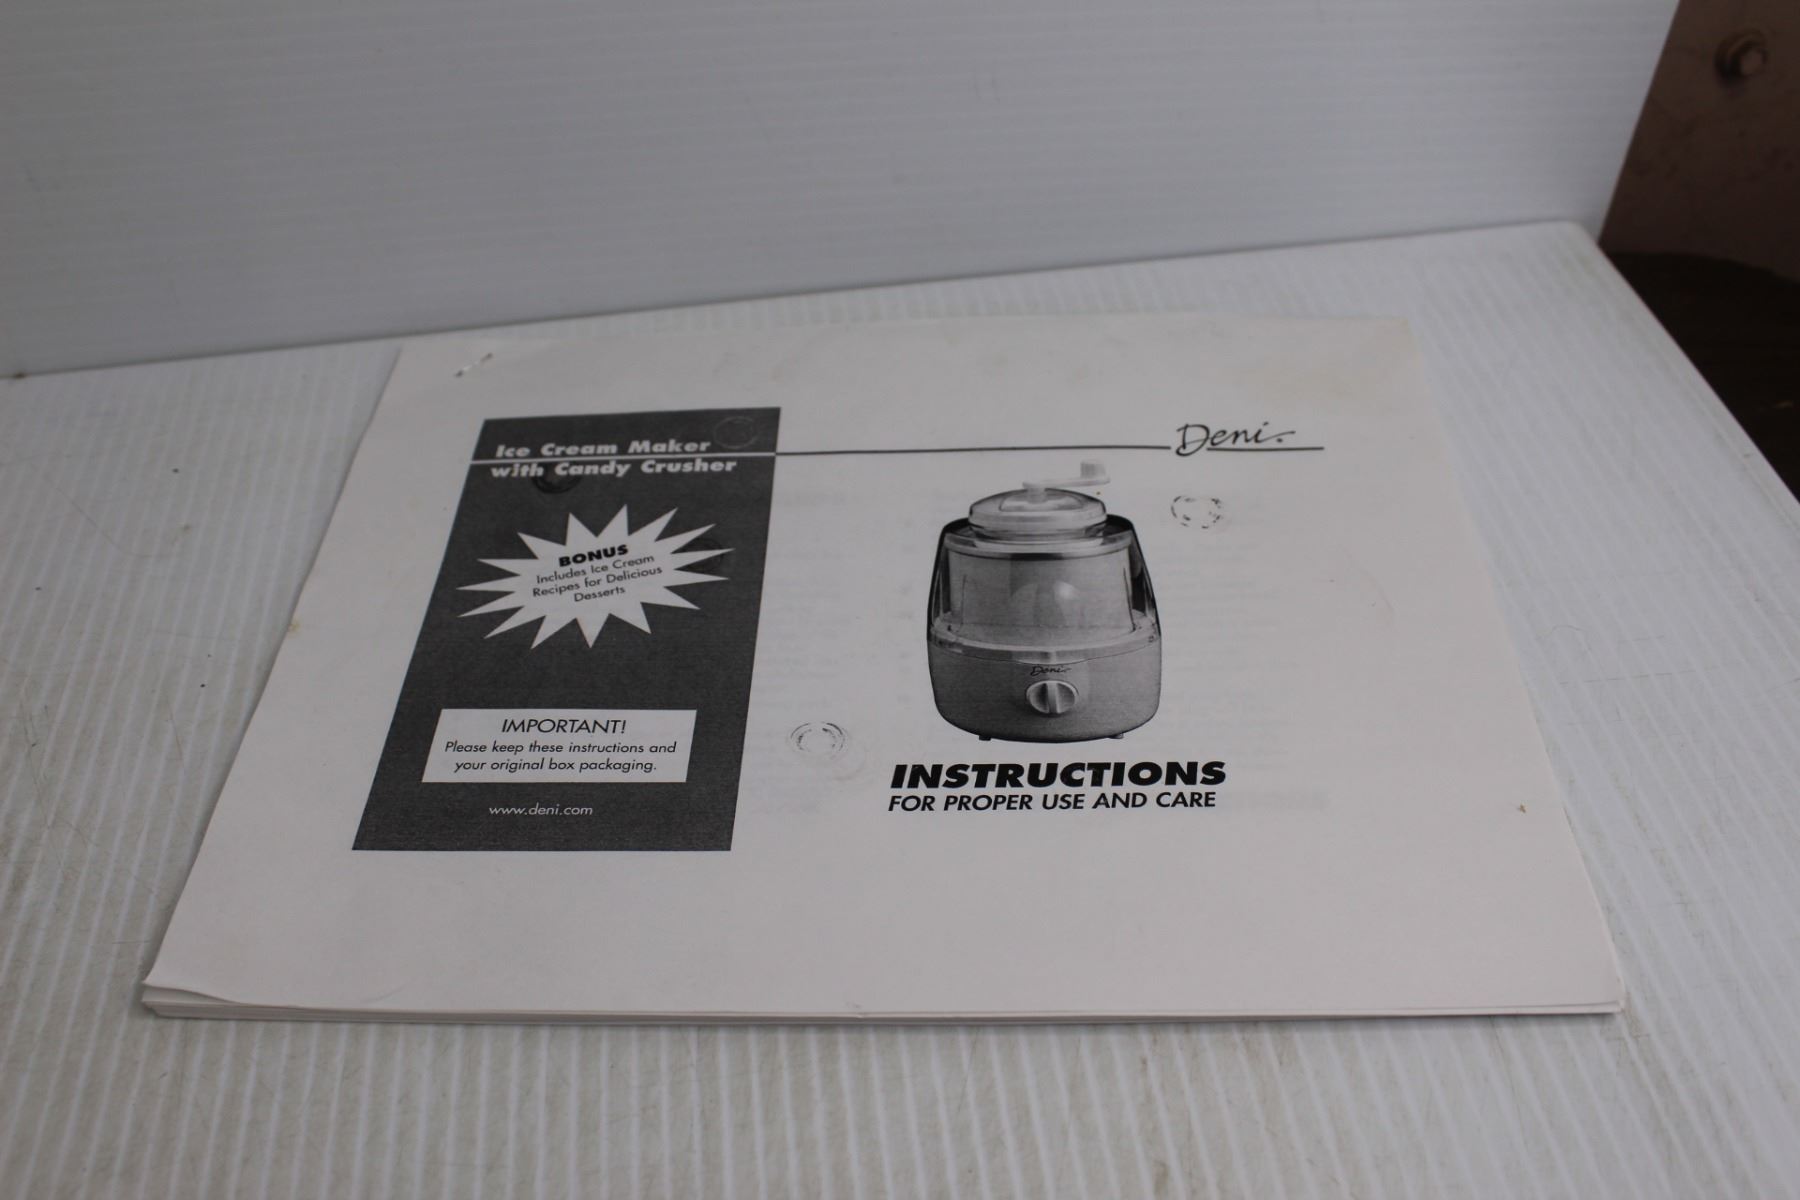 Ice Cream Maker
with Candy Crusher
BONUS
Includes Ice Cream
Recipes for Delicious
Desserts
IMPORTANT!
Please keep these instructions and
your original box packaging.
www.deni.com
Deni.
Deni.
INSTRUCTIONS
FOR PROPER USE AND CARE